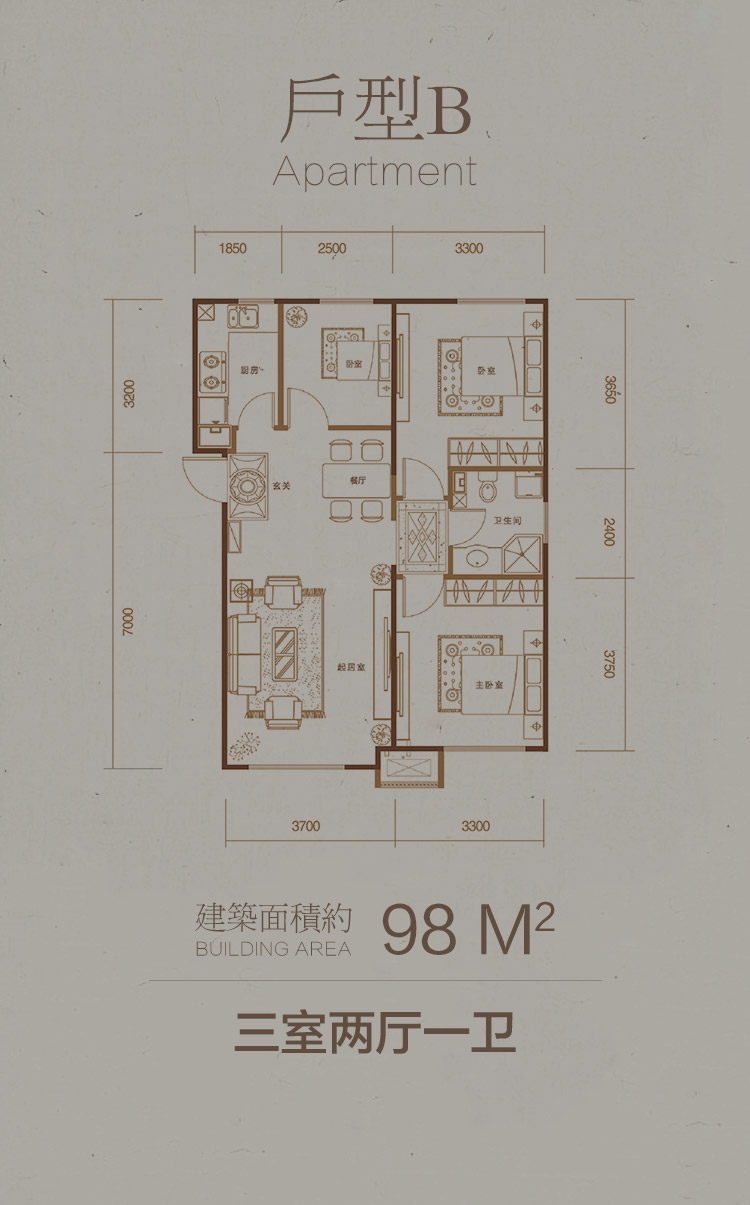 戶型B
Apartment
1850
2500
3300
3200
7000
3650
2400
3750
厨房
卧室
卧室
玄关
餐厅
卫生间
起居室
主卧室
3700
3300
建築面積約
BUILDING AREA
98 M²
三室两厅一卫